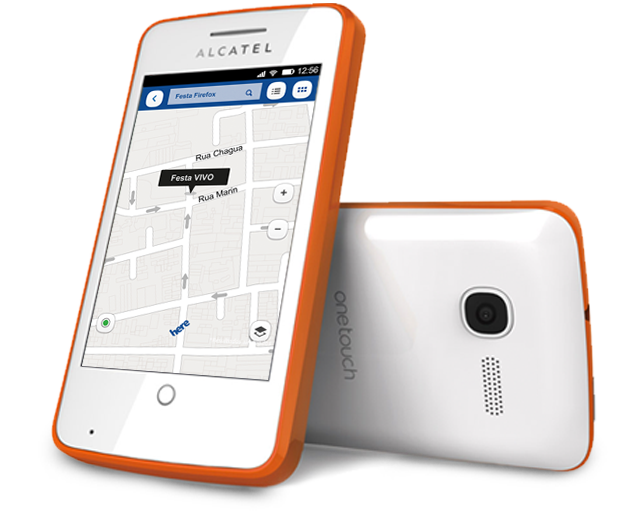 ALCATEL
12:56
Festa Firefox
Rua Chagua
Festa VIVO
Rua Marin
here
onetouch